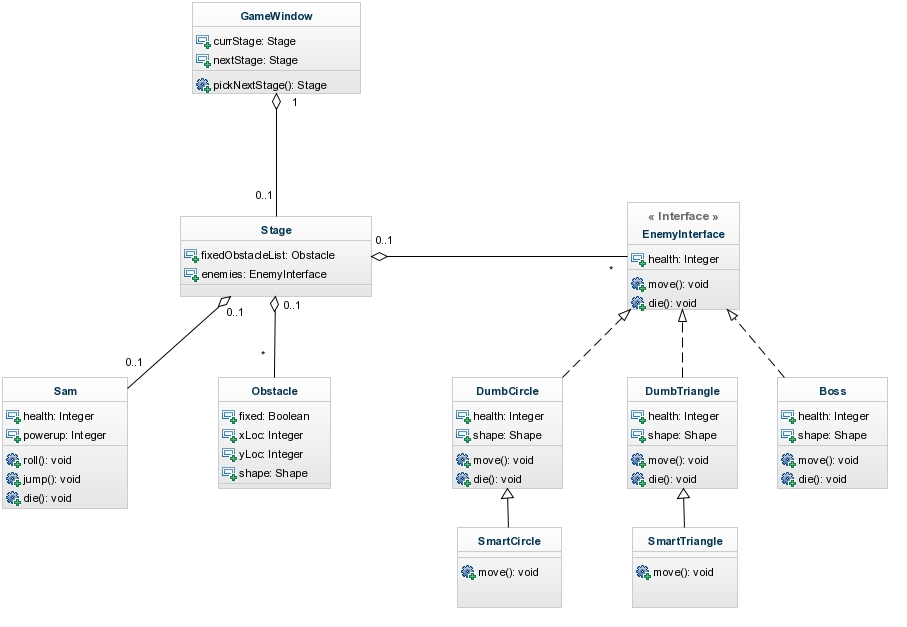 GameWindow
currStage: Stage
nextStage: Stage
pickNextStage(): Stage
1
0..1
Stage
fixedObstacleList: Obstacle
enemies: EnemyInterface
0..1
*
« Interface »
EnemyInterface
health: Integer
move(): void
die(): void
0..1
0..1
0..1
*
Sam
health: Integer
powerup: Integer
roll(): void
jump(): void
die(): void
Obstacle
fixed: Boolean
xLoc: Integer
yLoc: Integer
shape: Shape
DumbCircle
health: Integer
shape: Shape
move(): void
die(): void
DumbTriangle
health: Integer
shape: Shape
move(): void
die(): void
Boss
health: Integer
shape: Shape
move(): void
die(): void
SmartCircle
move(): void
SmartTriangle
move(): void